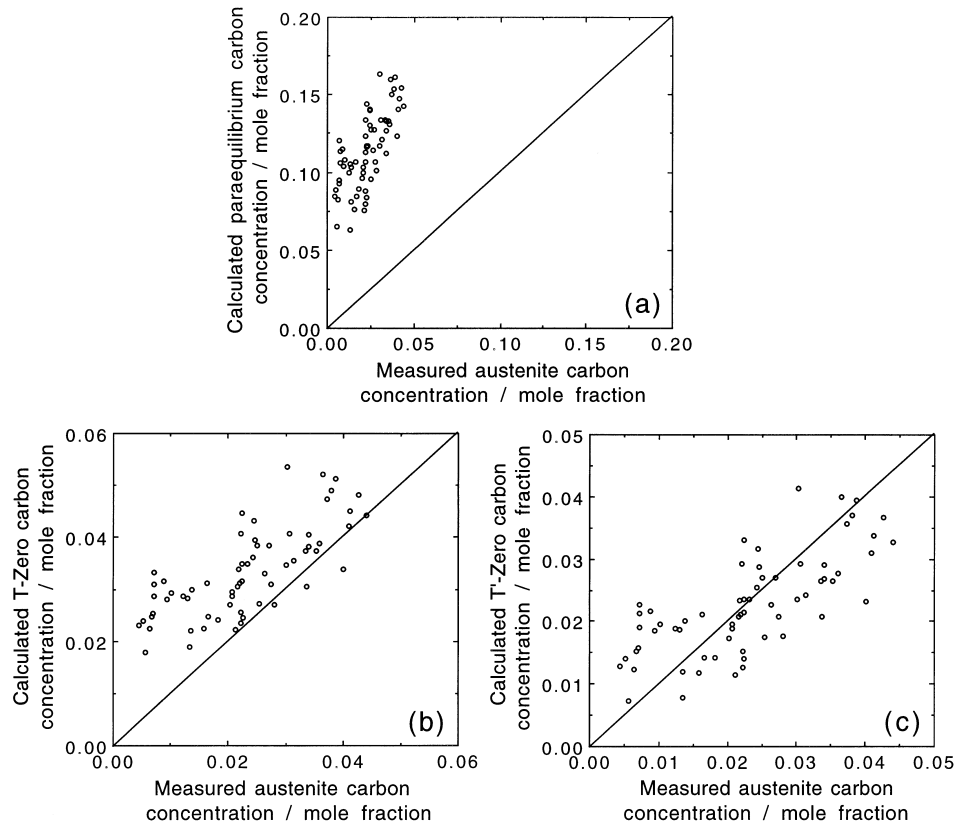 Calculated paraequilibrium carbon
concentration / mole fraction
0.20
0.15
0.10
0.05
0.00
(a)
0.00 0.05 0.10 0.15 0.20
Measured austenite carbon
concentration / mole fraction
Calculated T-Zero carbon
concentration / mole fraction
0.06
0.04
0.02
0.00
(b)
0.00 0.02 0.04 0.06
Measured austenite carbon
concentration / mole fraction
Calculated T'-Zero carbon
concentration / mole fraction
0.05
0.04
0.03
0.02
0.01
0.00
(c)
0.00 0.01 0.02 0.03 0.04 0.05
Measured austenite carbon
concentration / mole fraction